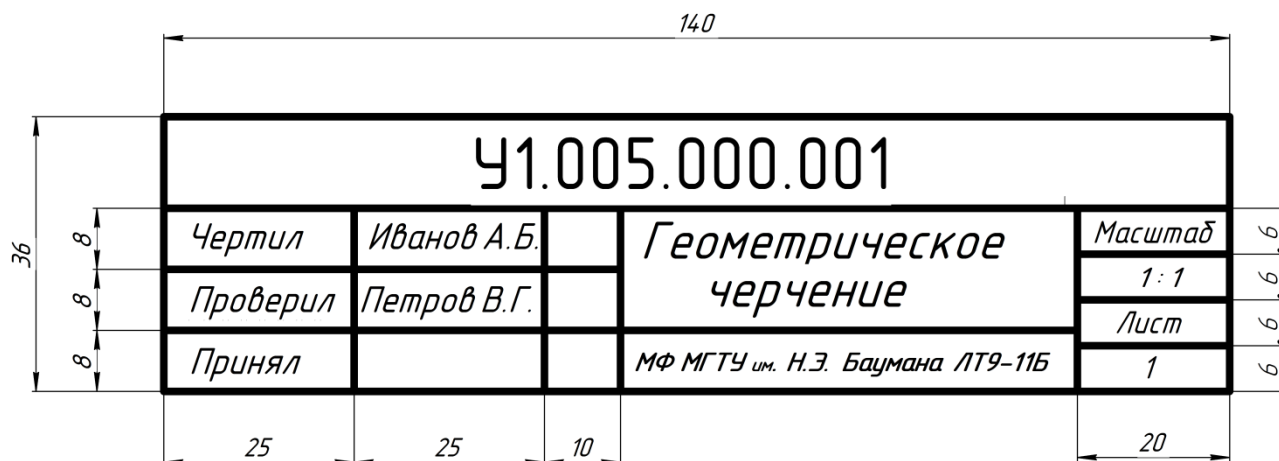 140
У1.005.000.001
36
8 Чертил Иванов А.Б. Геометрическое Масштаб 6
8 Проверил Петров В.Г. черчение 1:1 6
Лист 6
8 Принял МФ МГТУ им. Н.Э. Баумана ЛТ9-11Б 1 6
25 25 10 20